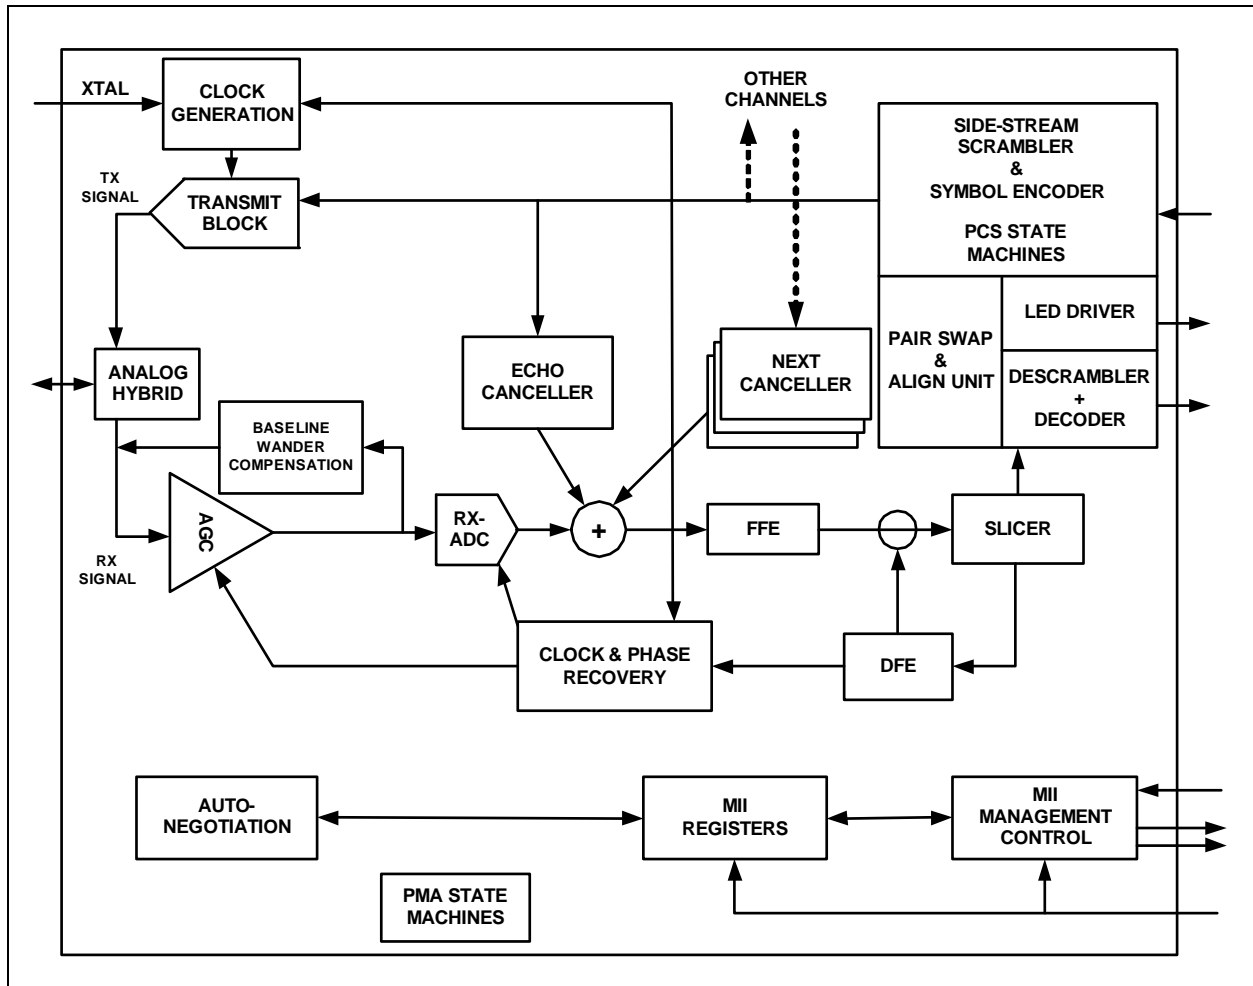 XTAL
CLOCK
GENERATION
OTHER
CHANNELS
SIDE-STREAM
SCRAMBLER
&
SYMBOL ENCODER
PCS STATE
MACHINES
TX
SIGNAL
TRANSMIT
BLOCK
PAIR SWAP
&
ALIGN UNIT
LED DRIVER
DESCRAMBLER
+
DECODER
ANALOG
HYBRID
ECHO
CANCELLER
NEXT
CANCELLER
BASELINE
WANDER
COMPENSATION
AGC
RX-
ADC
+
FFE
SLICER
RX
SIGNAL
CLOCK & PHASE
RECOVERY
DFE
AUTO-
NEGOTIATION
MII
REGISTERS
MII
MANAGEMENT
CONTROL
PMA STATE
MACHINES